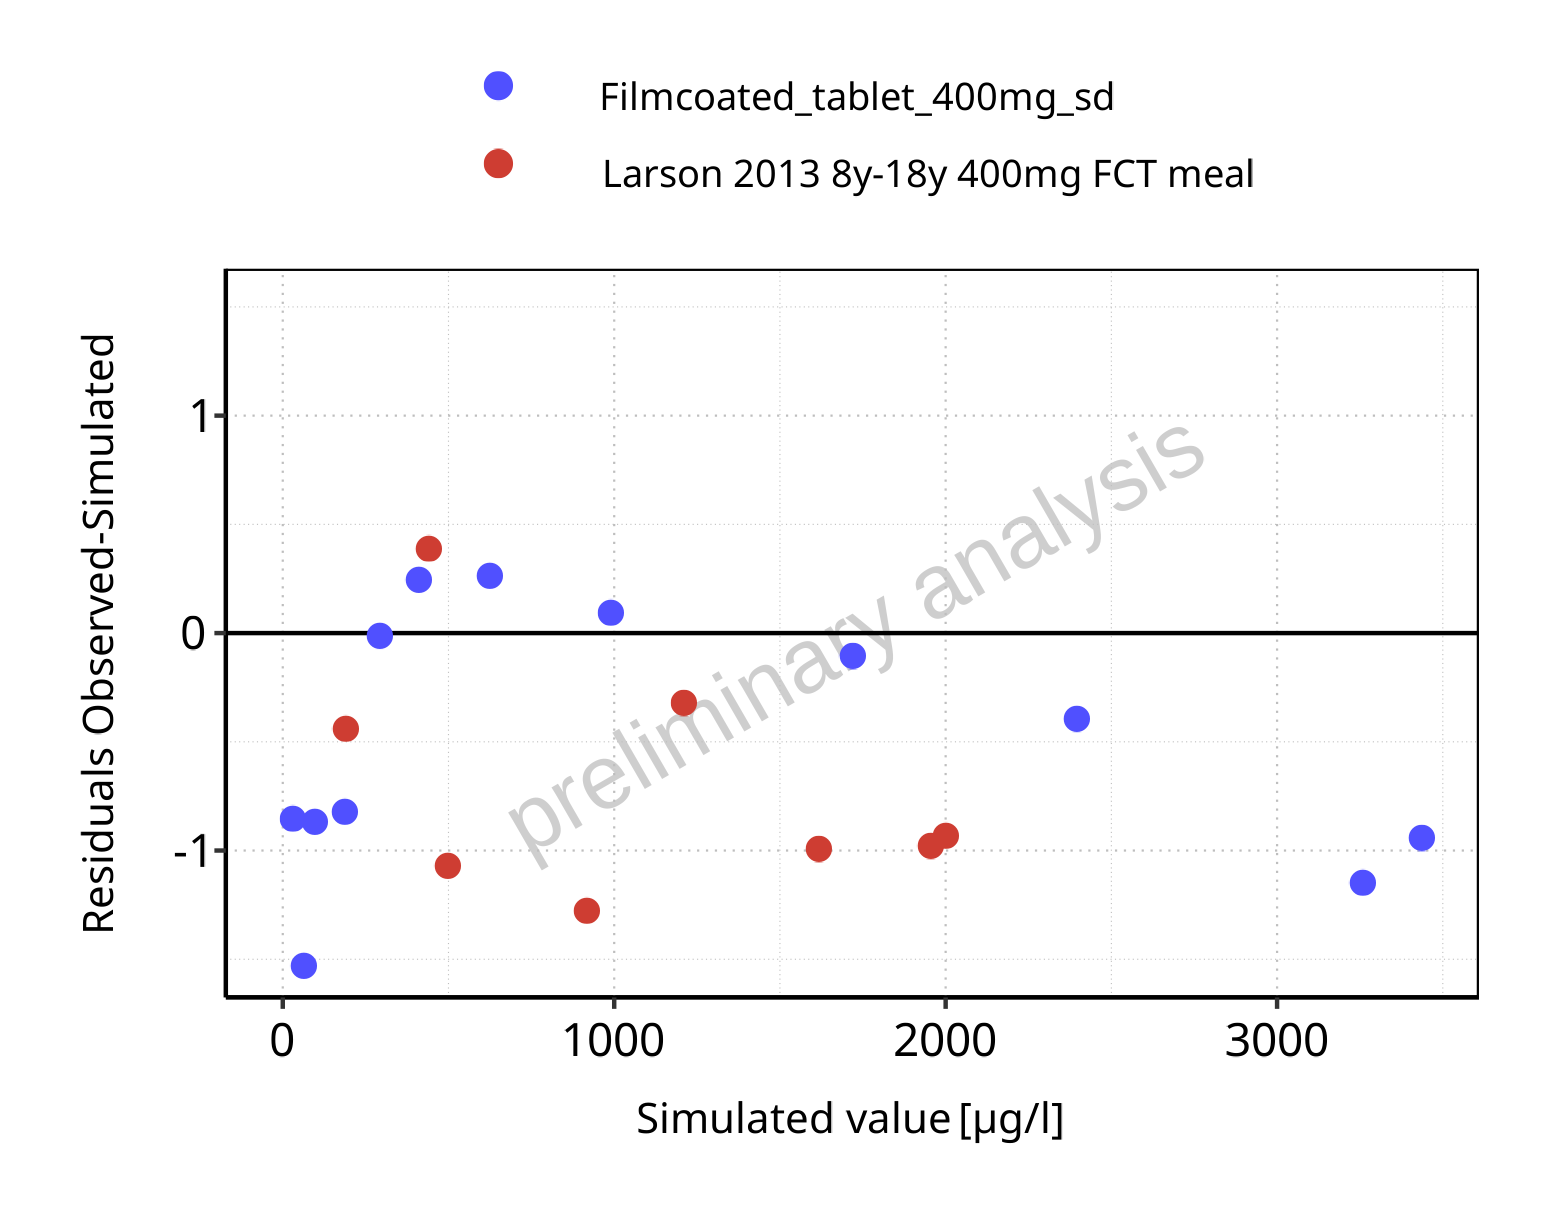 Filmcoated_tablet_400mg_sd
Larson 2013 8y-18y 400mg FCT meal
Residuals Observed-Simulated
1
0
-1
preliminary analysis
0 1000 2000 3000
Simulated value [µg/l]